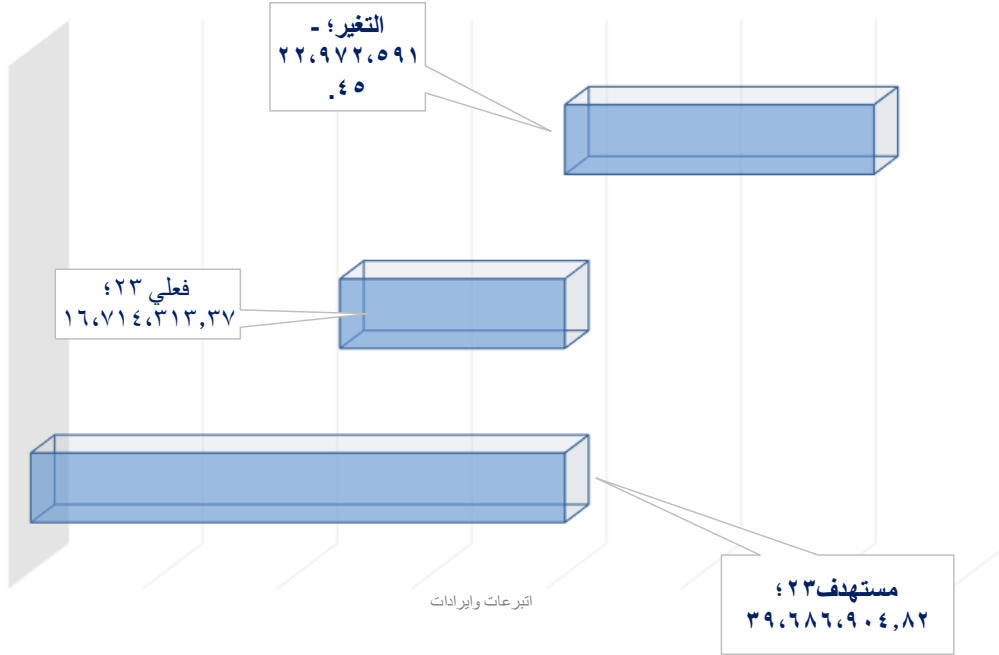 التغير؛ -
٢٢،٩٧٢،٥٩١
.٤٥
فعلي ٢٣؛
١٦،٧١٤،٣١٣,٣٧
مستهدف٢٣؛
٣٩،٦٨٦،٩٠٤,٨٢
اتبرعات وايرادات